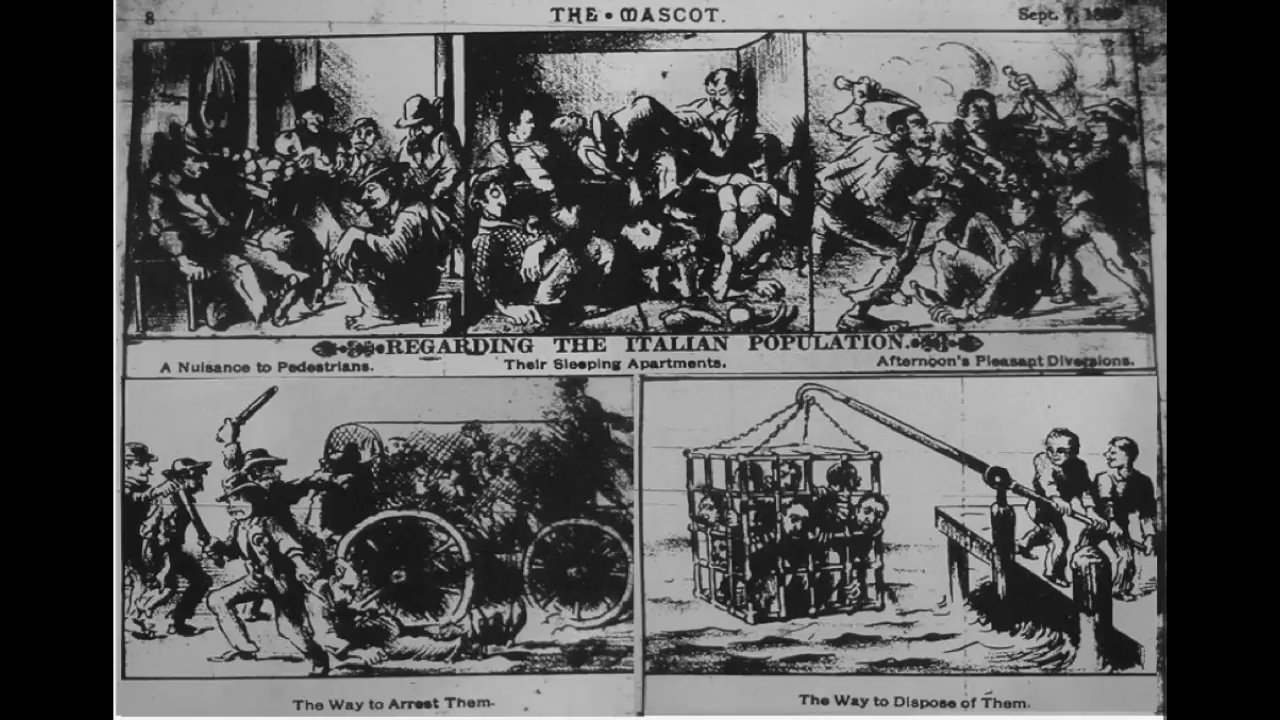 8
THE • MASCOT.
Sept. 7,
REGARDING THE ITALIAN POPULATION.
A Nuisance to Pedestrians.
Their Sleeping Apartments.
Afternoon's Pleasant Diversions.
The Way to Arrest Them.
The Way to Dispose of Them.